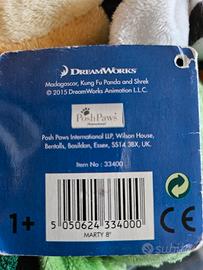 DREAMWORKS
Madagascar, Kung Fu Panda and Shrek
© 2015 DreamWorks Animation L.L.C.
Posh Paws
International
Posh Paws International LLP, Wilson House,
Bentalls, Basildon, Essex, SS14 3BX, UK.
Item No : 33400
1+
CE
5 050624 334000
MARTY 8"
subito